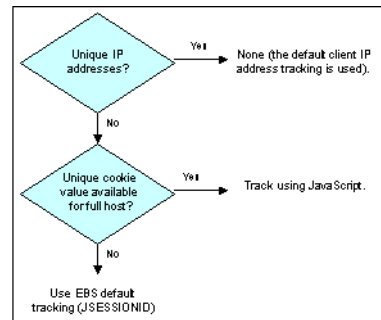 Unique IP
addresses?
Yes
None (the default client IP
address tracking is used).
No
Unique cookie
value available
for full host?
Yes
Track using JavaScript.
No
Use EBS default
tracking (JSESSIONID)